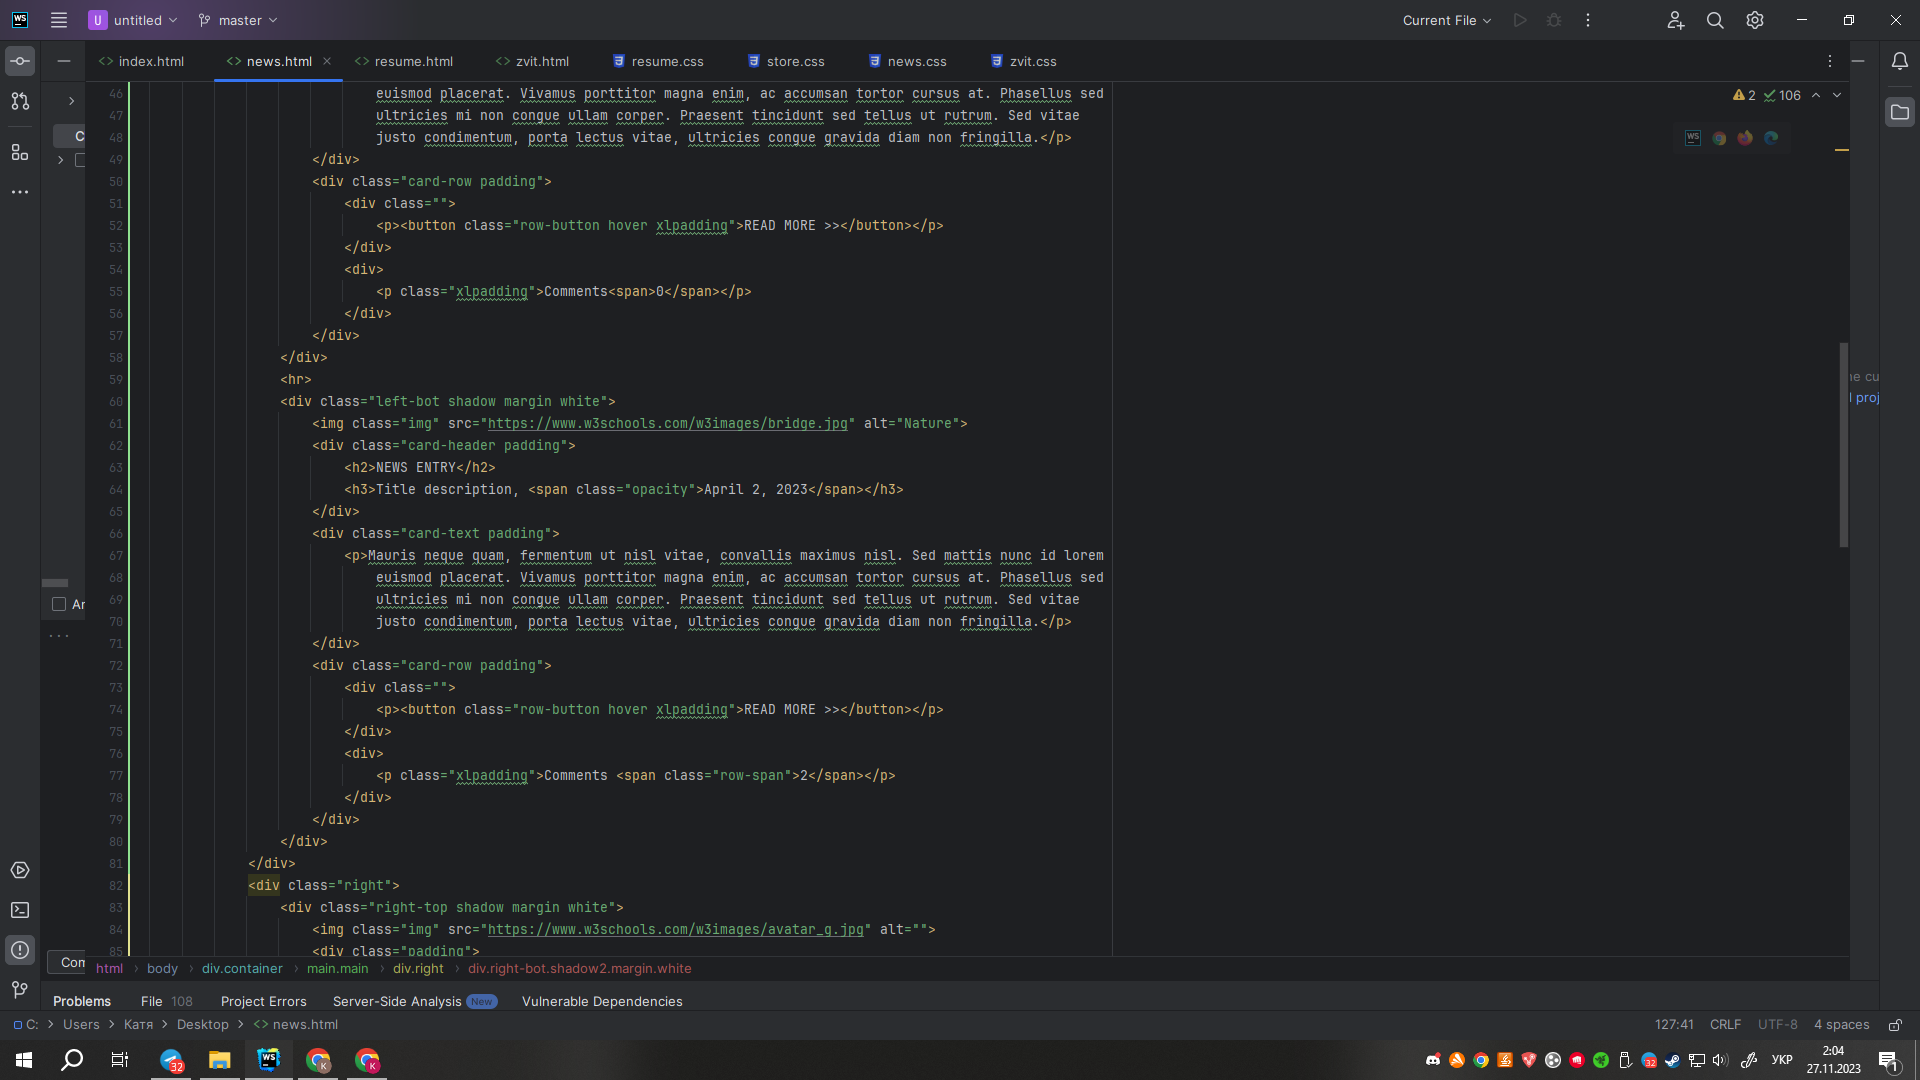 WS
U untitled
master
Current File
index.html
news.html
resume.html
zvit.html
resume.css
store.css
news.css
zvit.css
2
106
46 euismod placerat. Vivamus porttitor magna enim, ac accumsan tortor cursus at. Phasellus sed
47 ultricies mi non congue ullam corper. Praesent tincidunt sed tellus ut rutrum. Sed vitae
48 justo condimentum, porta lectus vitae, ultricies congue gravida diam non fringilla.</p>
49 </div>
50 <div class="card-row padding">
51 <div class="">
52 <p><button class="row-button hover xlpadding">READ MORE >></button></p>
53 </div>
54 <div>
55 <p class="xlpadding">Comments<span>0</span></p>
56 </div>
57 </div>
58 </div>
59 <hr>
60 <div class="left-bot shadow margin white">
61 <img class="img" src="https://www.w3schools.com/w3images/bridge.jpg" alt="Nature">
62 <div class="card-header padding">
63 <h2>NEWS ENTRY</h2>
64 <h3>Title description, <span class="opacity">April 2, 2023</span></h3>
65 </div>
66 <div class="card-text padding">
67 <p>Mauris neque quam, fermentum ut nisl vitae, convallis maximus nisl. Sed mattis nunc id lorem
68 euismod placerat. Vivamus porttitor magna enim, ac accumsan tortor cursus at. Phasellus sed
69 ultricies mi non congue ullam corper. Praesent tincidunt sed tellus ut rutrum. Sed vitae
70 justo condimentum, porta lectus vitae, ultricies congue gravida diam non fringilla.</p>
71 </div>
72 <div class="card-row padding">
73 <div class="">
74 <p><button class="row-button hover xlpadding">READ MORE >></button></p>
75 </div>
76 <div>
77 <p class="xlpadding">Comments <span class="row-span">2</span></p>
78 </div>
79 </div>
80 </div>
81 </div>
82 <div class="right">
83 <div class="right-top shadow margin white">
84 <img class="img" src="https://www.w3schools.com/w3images/avatar_g.jpg" alt="">
85 <div class="padding">
html › body › div.container › main.main › div.right › div.right-bot.shadow2.margin.white
Problems File 108 Project Errors Server-Side Analysis New Vulnerable Dependencies
C: > Users > Катя > Desktop > news.html
127:41 CRLF UTF-8 4 spaces
УКР
2:04
27.11.2023